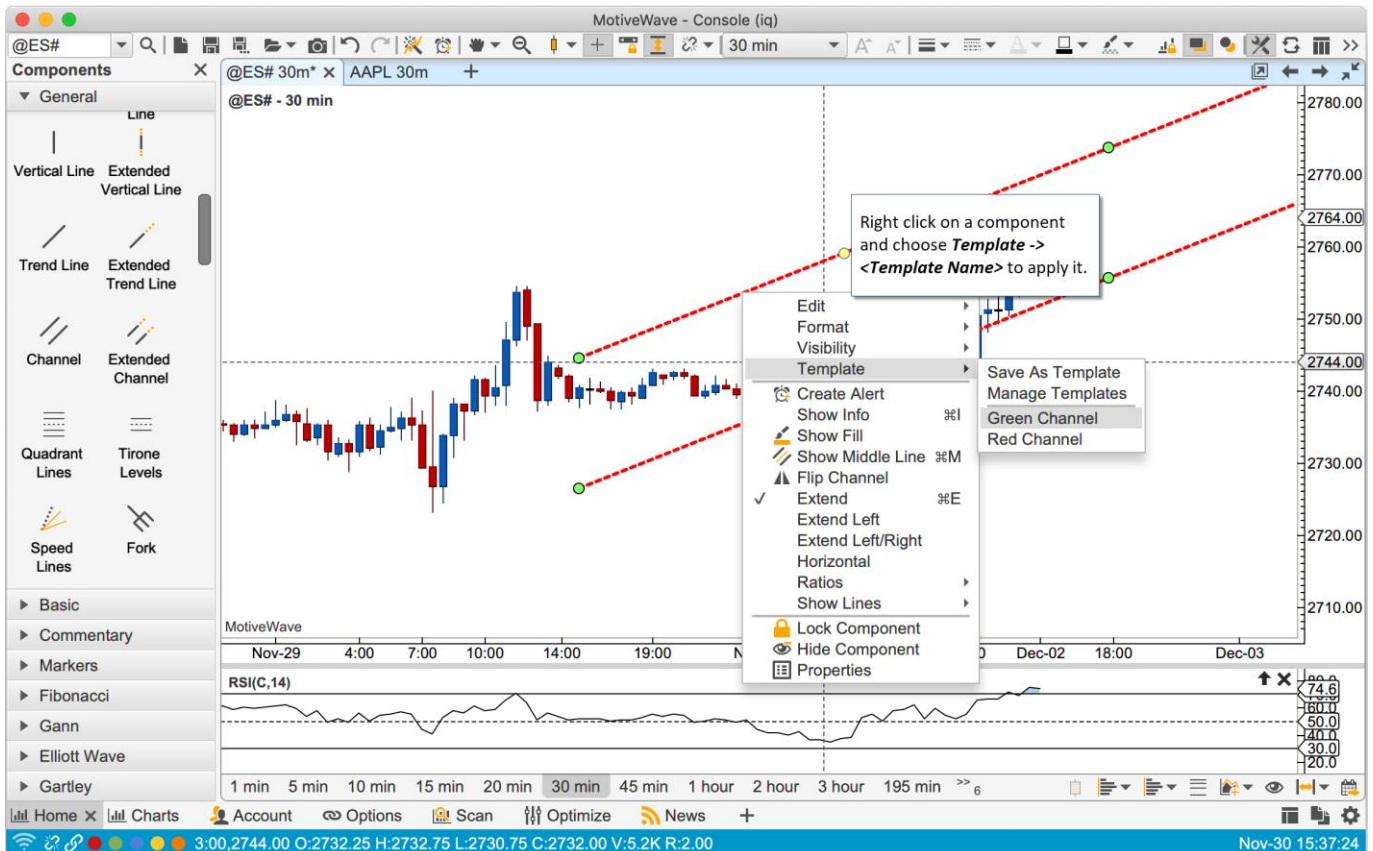 MotiveWave - Console (iq)
@ES#
30 min
Components
@ES# 30m*
AAPL 30m
General
@ES# - 30 min
Line
Vertical Line
Extended
Vertical Line
Trend Line
Extended
Trend Line
Channel
Extended
Channel
Quadrant
Lines
Tirone
Levels
Speed
Lines
Fork
Basic
Commentary
Markers
Fibonacci
Gann
Elliott Wave
Gartley
2780.00
2770.00
2764.00
2760.00
2750.00
2744.00
2740.00
2730.00
2720.00
2710.00
Right click on a component
and choose Template ->
<Template Name> to apply it.
Edit
Format
Visibility
Template
Create Alert
Show Info ⌘I
Show Fill
Show Middle Line ⌘M
Flip Channel
✓ Extend ⌘E
Extend Left
Extend Left/Right
Horizontal
Ratios
Show Lines
Lock Component
Hide Component
Properties
Save As Template
Manage Templates
Green Channel
Red Channel
MotiveWave
Nov-29 4:00 7:00 10:00 14:00 19:00 Dec-02 18:00 Dec-03
RSI(C,14)
74.6
60.0
50.0
40.0
30.0
20.0
1 min 5 min 10 min 15 min 20 min 30 min 45 min 1 hour 2 hour 3 hour 195 min >> 6
Home Charts Account Options Scan Optimize News +
3:00,2744.00 O:2732.25 H:2732.75 L:2730.75 C:2732.00 V:5.2K R:2.00
Nov-30 15:37:24